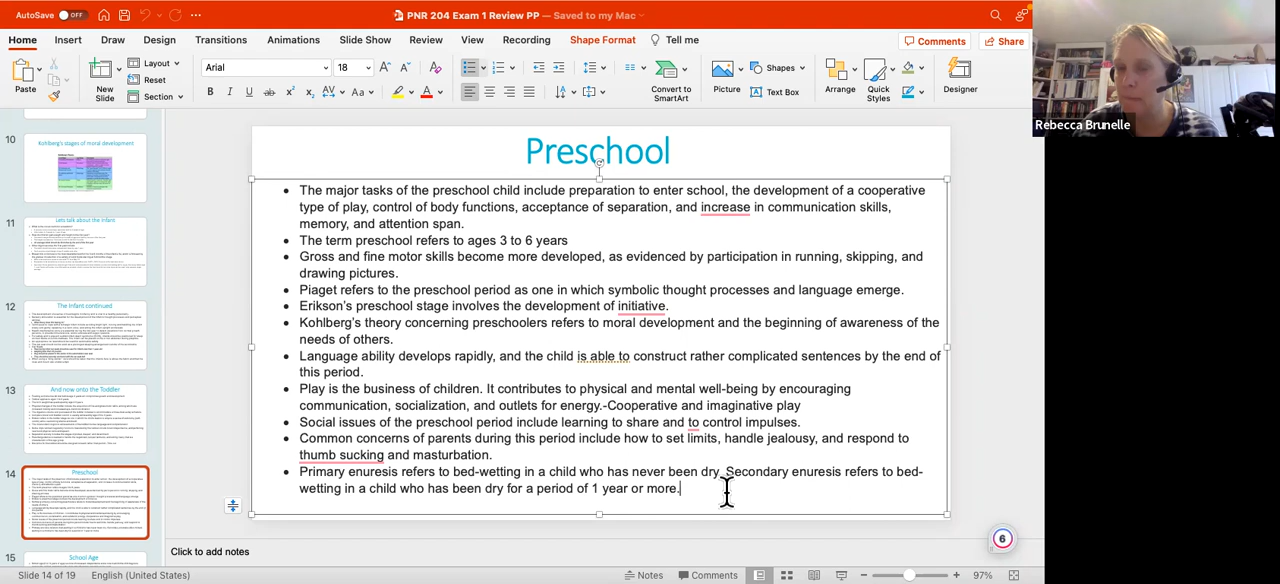 AutoSave OFF
PNR 204 Exam 1 Review PP — Saved to my Mac
Home Insert Draw Design Transitions Animations Slide Show Review View Recording Shape Format Tell me
Comments Share
Paste
New Slide
Layout
Reset
Section
Arial 18
B I U ab
Convert to SmartArt
Picture
Shapes
Text Box
Arrange
Quick Styles
Designer
Rebecca Brunelle
10
Kohlberg's stages of moral development
11
Lets talk about the Infant
12
The infant continued
13
And now onto the Toddler
14
Preschool
15
School Age
Preschool
• The major tasks of the preschool child include preparation to enter school, the development of a cooperative
type of play, control of body functions, acceptance of separation, and increase in communication skills,
memory, and attention span.
• The term preschool refers to ages 3 to 6 years
• Gross and fine motor skills become more developed, as evidenced by participation in running, skipping, and
drawing pictures.
• Piaget refers to the preschool period as one in which symbolic thought processes and language emerge.
• Erikson's preschool stage involves the development of initiative.
• Kohlberg's theory concerning preschoolers refers to moral development and the beginning of awareness of the
needs of others.
• Language ability develops rapidly, and the child is able to construct rather complicated sentences by the end of
this period.
• Play is the business of children. It contributes to physical and mental well-being by encouraging
communication, socialization, and outlets for energy.-Cooperative and imaginative play
• Social issues of the preschool period include learning to share and to control impulses.
• Common concerns of parents during this period include how to set limits, handle jealousy, and respond to
thumb sucking and masturbation.
• Primary enuresis refers to bed-wetting in a child who has never been dry. Secondary enuresis refers to bed-
wetting in a child who has been dry for a period of 1 year or more.
6
Click to add notes
Slide 14 of 19 English (United States) Notes Comments 97%